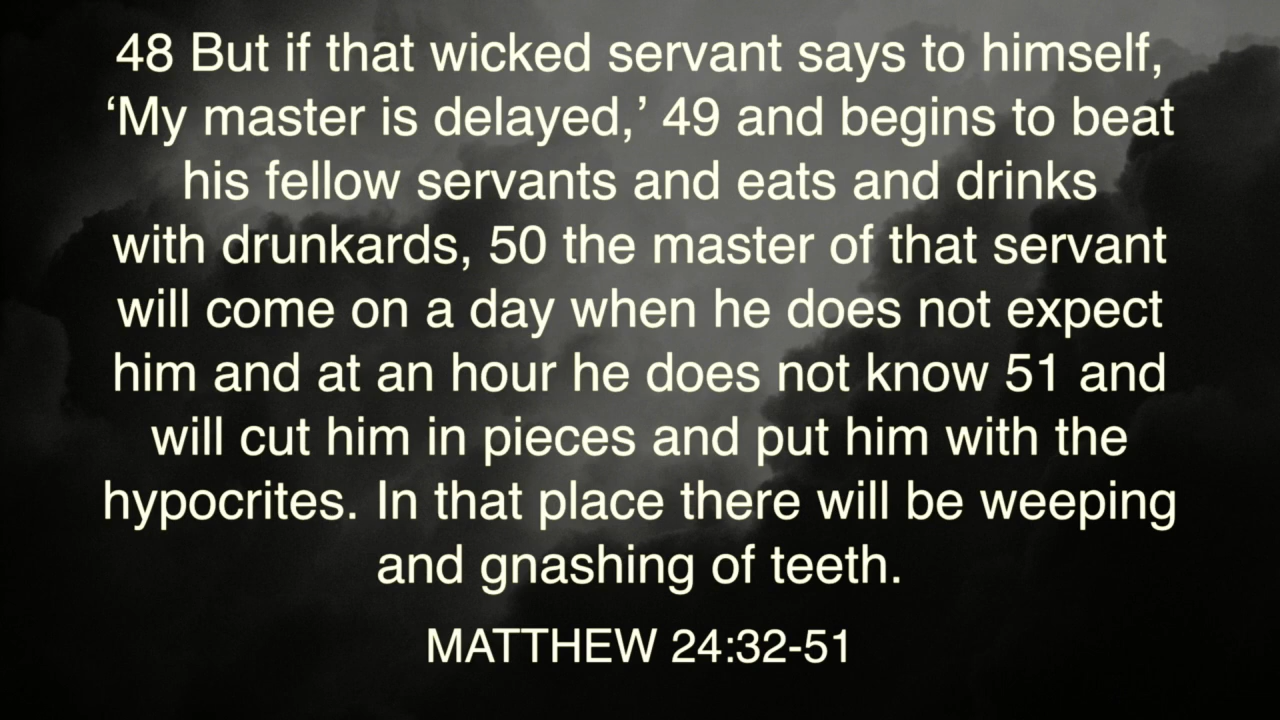 48 But if that wicked servant says to himself,
‘My master is delayed,’ 49 and begins to beat
his fellow servants and eats and drinks
with drunkards, 50 the master of that servant
will come on a day when he does not expect
him and at an hour he does not know 51 and
will cut him in pieces and put him with the
hypocrites. In that place there will be weeping
and gnashing of teeth.
MATTHEW 24:32-51